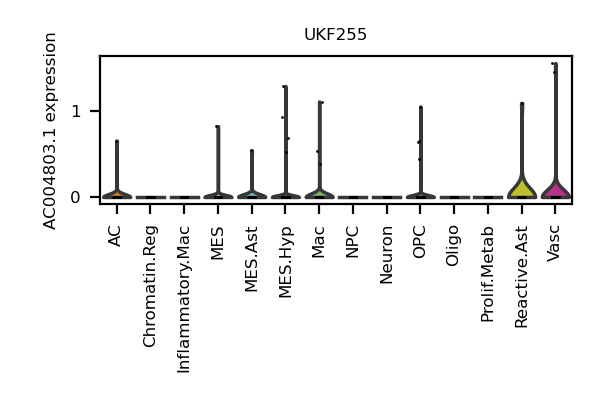 UKF255
AC004803.1 expression
1
0
AC
Chromatin.Reg
Inflammatory.Mac
MES
MES.Ast
MES.Hyp
Mac
NPC
Neuron
OPC
Oligo
Prolif.Metab
Reactive.Ast
Vasc